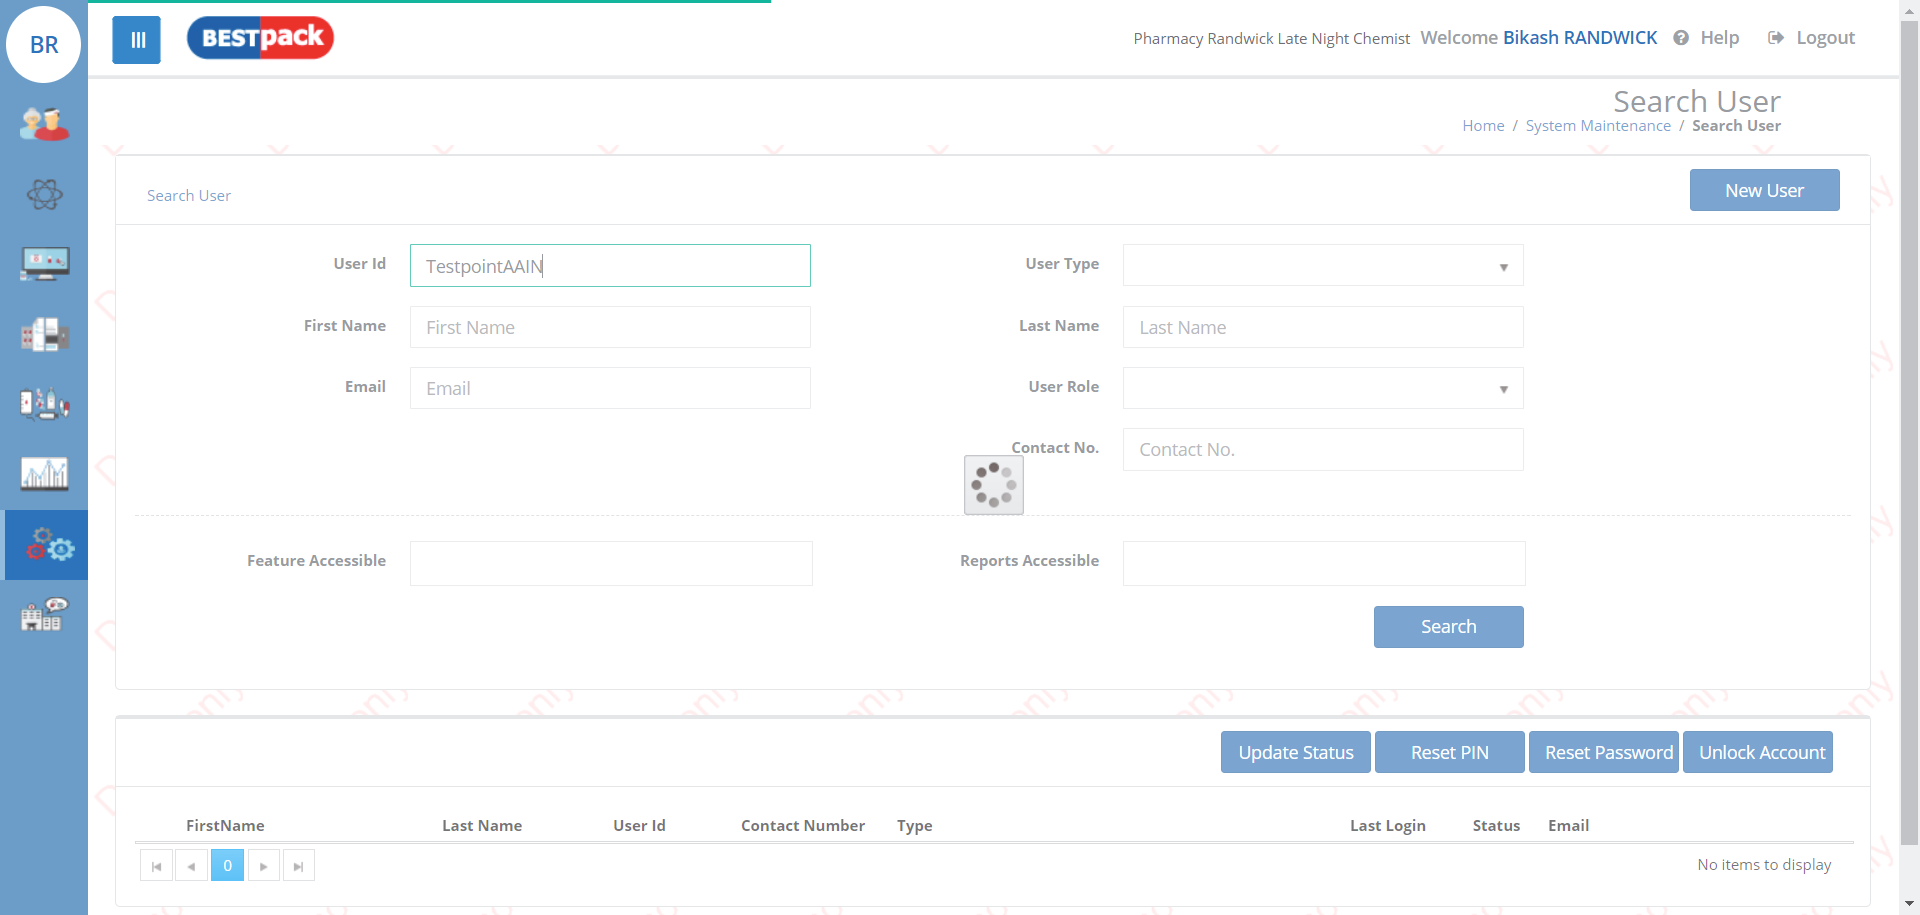 BR
BESTpack
Pharmacy Randwick Late Night Chemist Welcome Bikash RANDWICK Help Logout
Search User
Home / System Maintenance / Search User
Search User
New User
User Id TestpointAAIN User Type
First Name First Name Last Name Last Name
Email Email User Role
Contact No. Contact No.
Feature Accessible Reports Accessible
Search
Update Status Reset PIN Reset Password Unlock Account
FirstName Last Name User Id Contact Number Type Last Login Status Email
0 No items to display